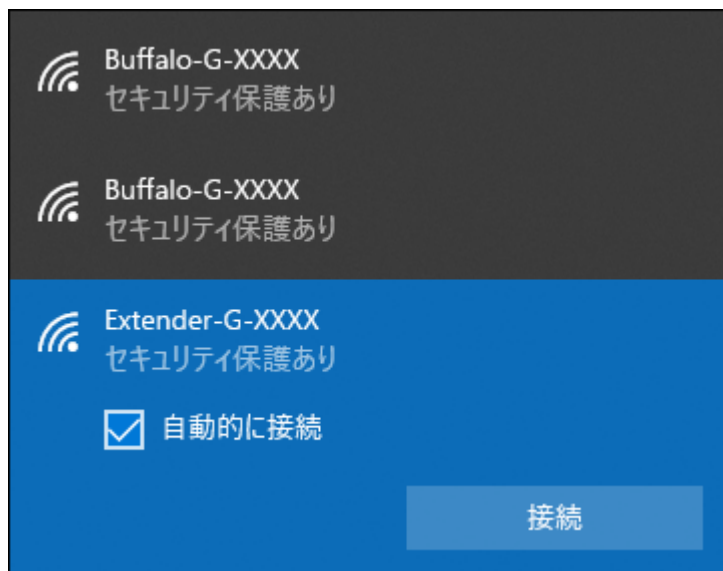 Buffalo-G-XXXX
セキュリティ保護あり
Buffalo-G-XXXX
セキュリティ保護あり
Extender-G-XXXX
セキュリティ保護あり
自動的に接続
接続